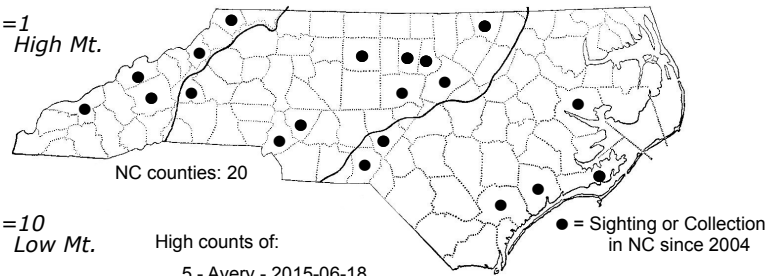 =1
High Mt.
NC counties: 20
=10
Low Mt.
High counts of:
5 - Avery - 2015-06-18
● = Sighting or Collection
in NC since 2004